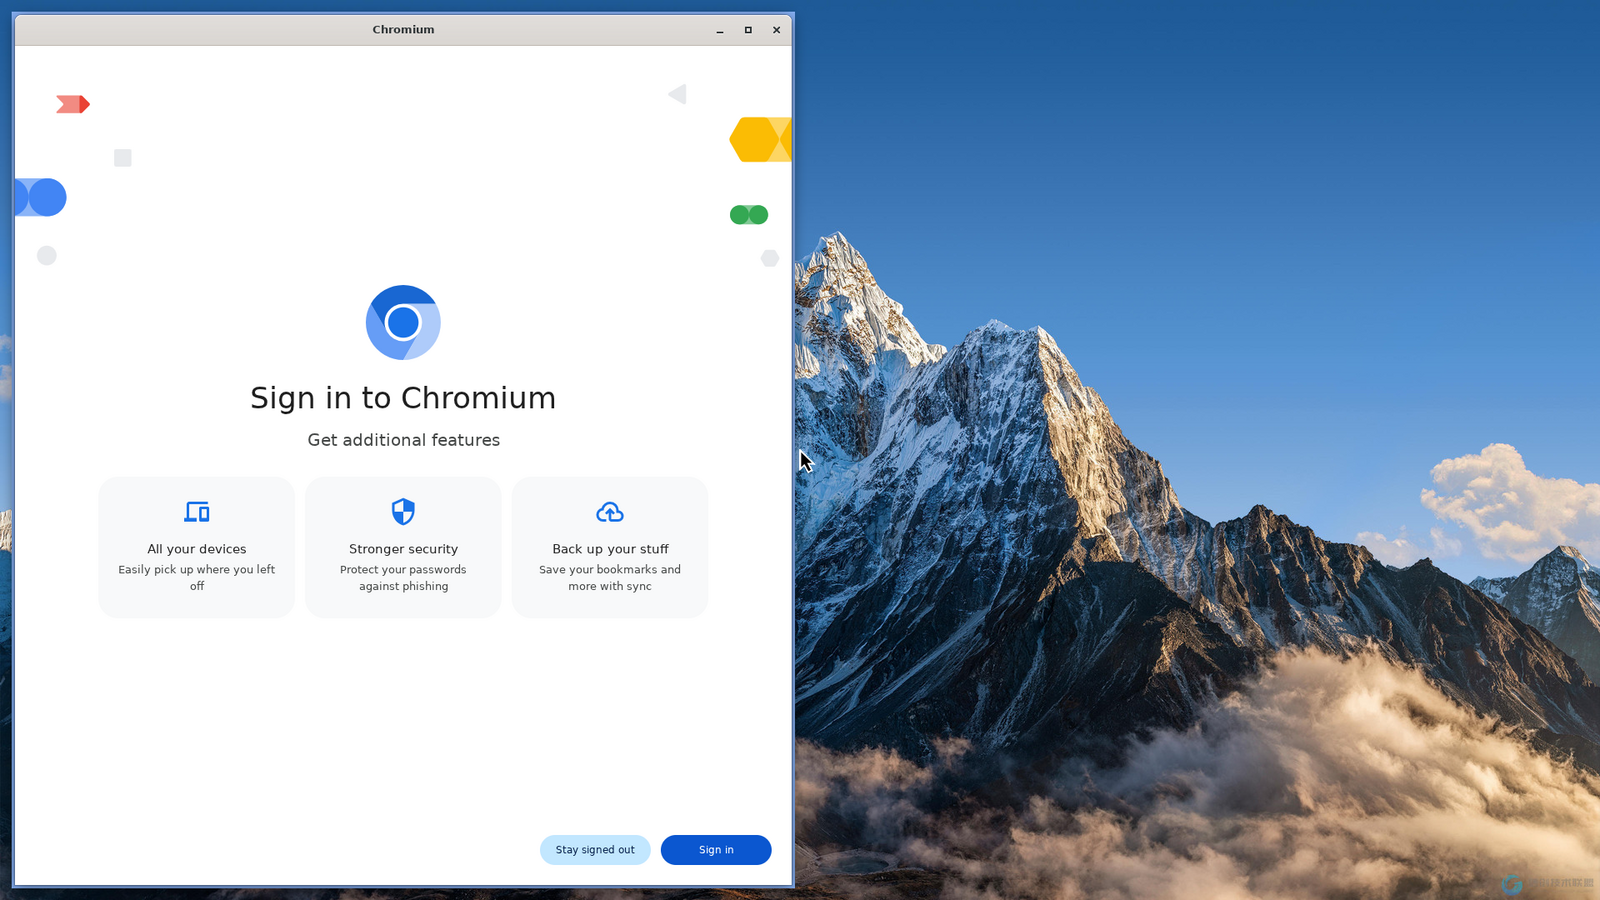 Chromium
Sign in to Chromium
Get additional features
All your devices
Easily pick up where you left
off
Stronger security
Protect your passwords
against phishing
Back up your stuff
Save your bookmarks and
more with sync
Stay signed out
Sign in